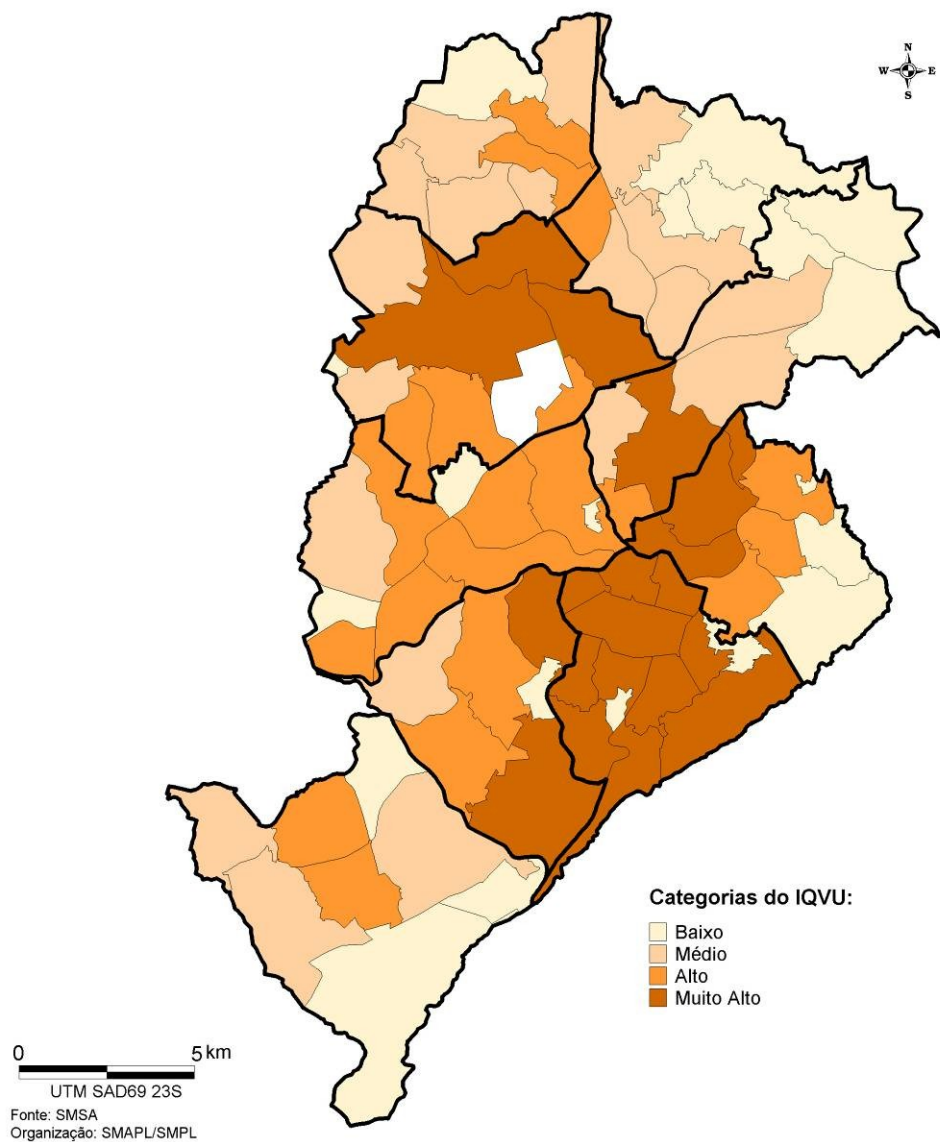 N
W E
S
Categorias do IQVU:
Baixo
Médio
Alto
Muito Alto
0 5 km
UTM SAD69 23S
Fonte: SMSA
Organização: SMAPL/SMPL